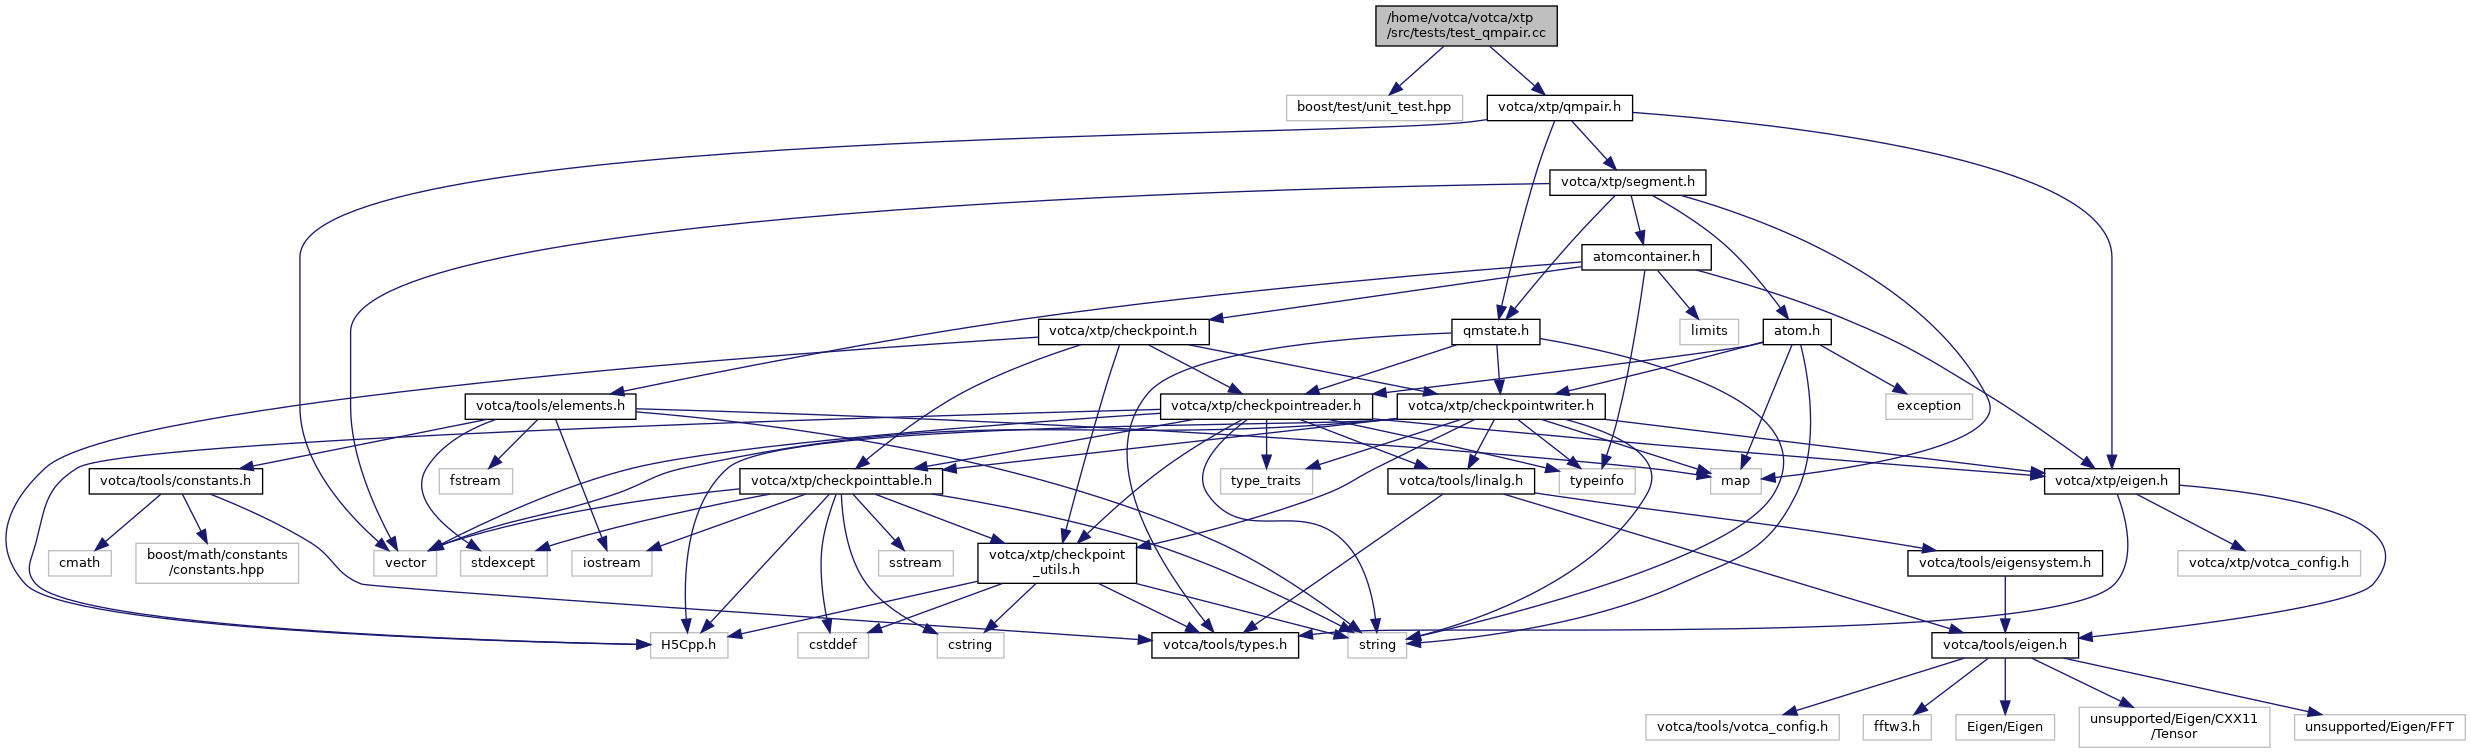 /home/votca/votca/xtp
/src/tests/test_qmpair.cc
boost/test/unit_test.hpp
votca/xtp/qmpair.h
votca/xtp/segment.h
atomcontainer.h
votca/xtp/checkpoint.h
qmstate.h
limits
atom.h
votca/tools/elements.h
votca/xtp/checkpointreader.h
votca/xtp/checkpointwriter.h
exception
votca/tools/constants.h
fstream
votca/xtp/checkpointtable.h
type_traits
votca/tools/linalg.h
typeinfo
map
votca/xtp/eigen.h
cmath
boost/math/constants
/constants.hpp
vector
stdexcept
iostream
sstream
votca/xtp/checkpoint
_utils.h
votca/tools/eigensystem.h
votca/xtp/votca_config.h
H5Cpp.h
cstddef
cstring
votca/tools/types.h
string
votca/tools/eigen.h
votca/tools/votca_config.h
fftw3.h
Eigen/Eigen
unsupported/Eigen/CXX11
/Tensor
unsupported/Eigen/FFT